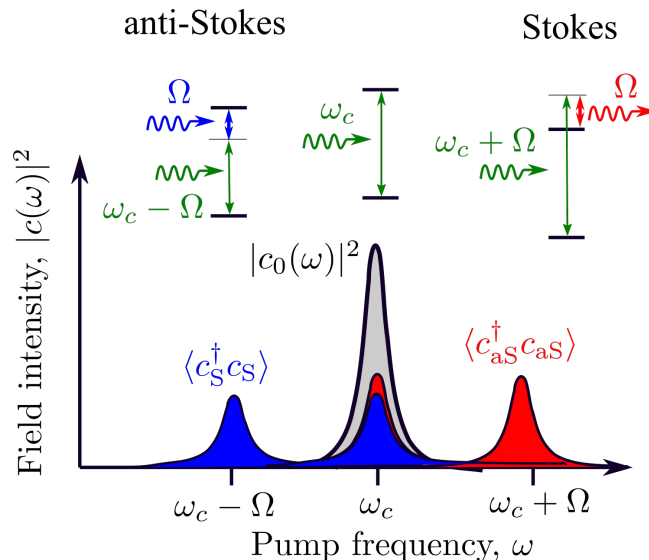 anti-Stokes
Stokes
Ω
ω_c
Ω
ω_c − Ω
ω_c + Ω
|c_0(ω)|^2
⟨c_S^† c_S⟩
⟨c_aS^† c_aS⟩
Field intensity, |c(ω)|^2
ω_c − Ω
ω_c
ω_c + Ω
Pump frequency, ω